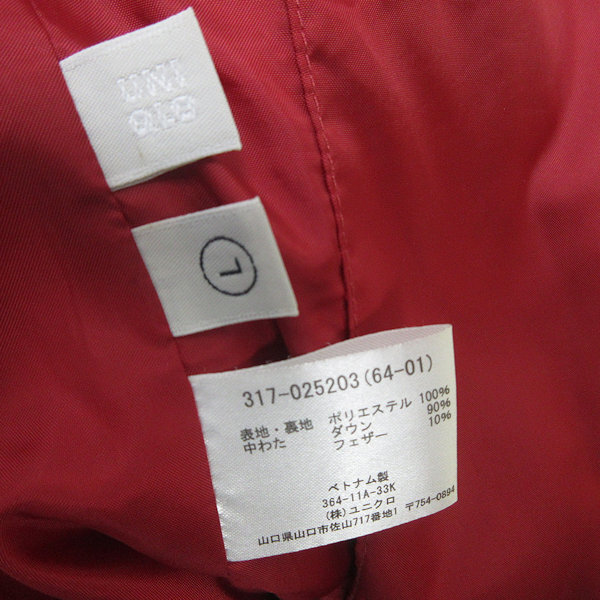 UNI
QLO
L
317-025203(64-01)
表地・裏地 ポリエステル 100%
中わた ダウン 90%
フェザー 10%
ベトナム製
364-11A-33K
(株)ユニクロ
山口県山口市佐山717番地1 〒754-0894